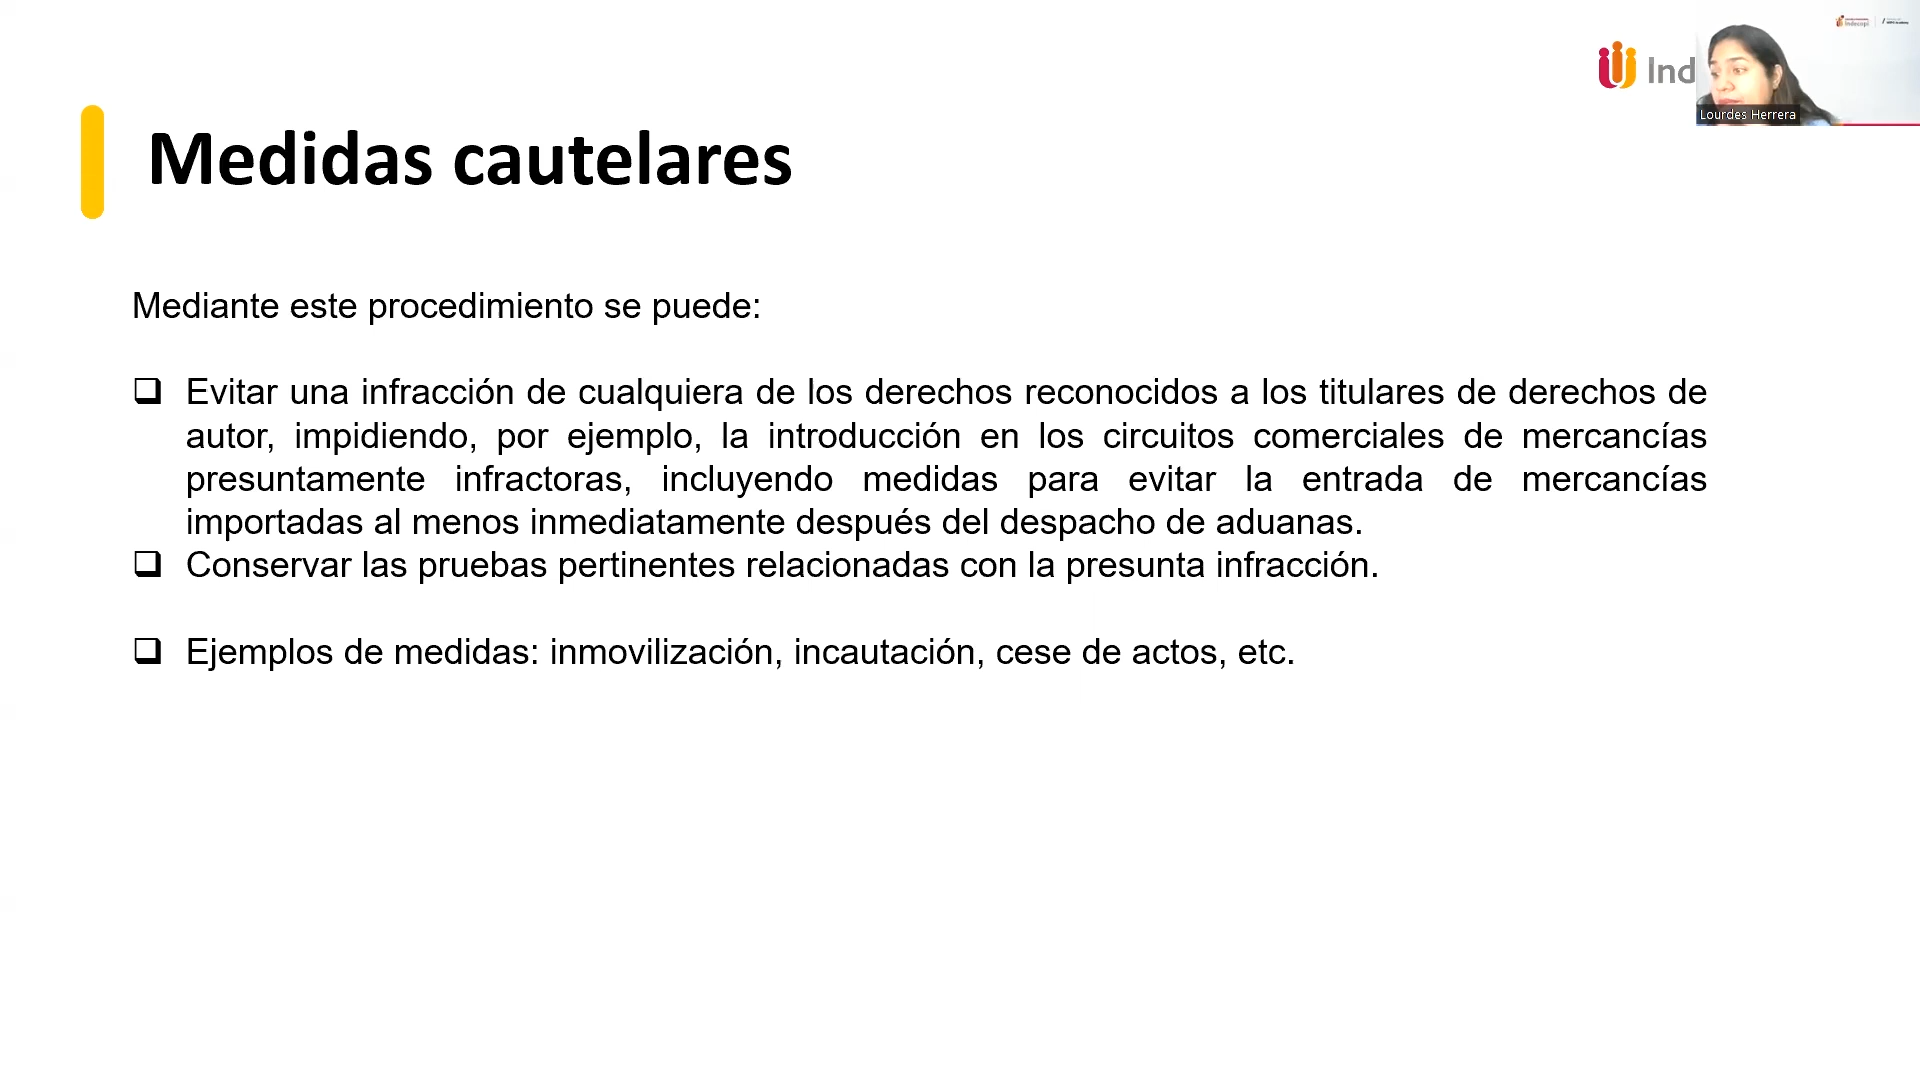 Ind
Lourdes Herrera
Medidas cautelares
Mediante este procedimiento se puede:
Evitar una infracción de cualquiera de los derechos reconocidos a los titulares de derechos de
autor, impidiendo, por ejemplo, la introducción en los circuitos comerciales de mercancías
presuntamente infractoras, incluyendo medidas para evitar la entrada de mercancías
importadas al menos inmediatamente después del despacho de aduanas.
Conservar las pruebas pertinentes relacionadas con la presunta infracción.
Ejemplos de medidas: inmovilización, incautación, cese de actos, etc.